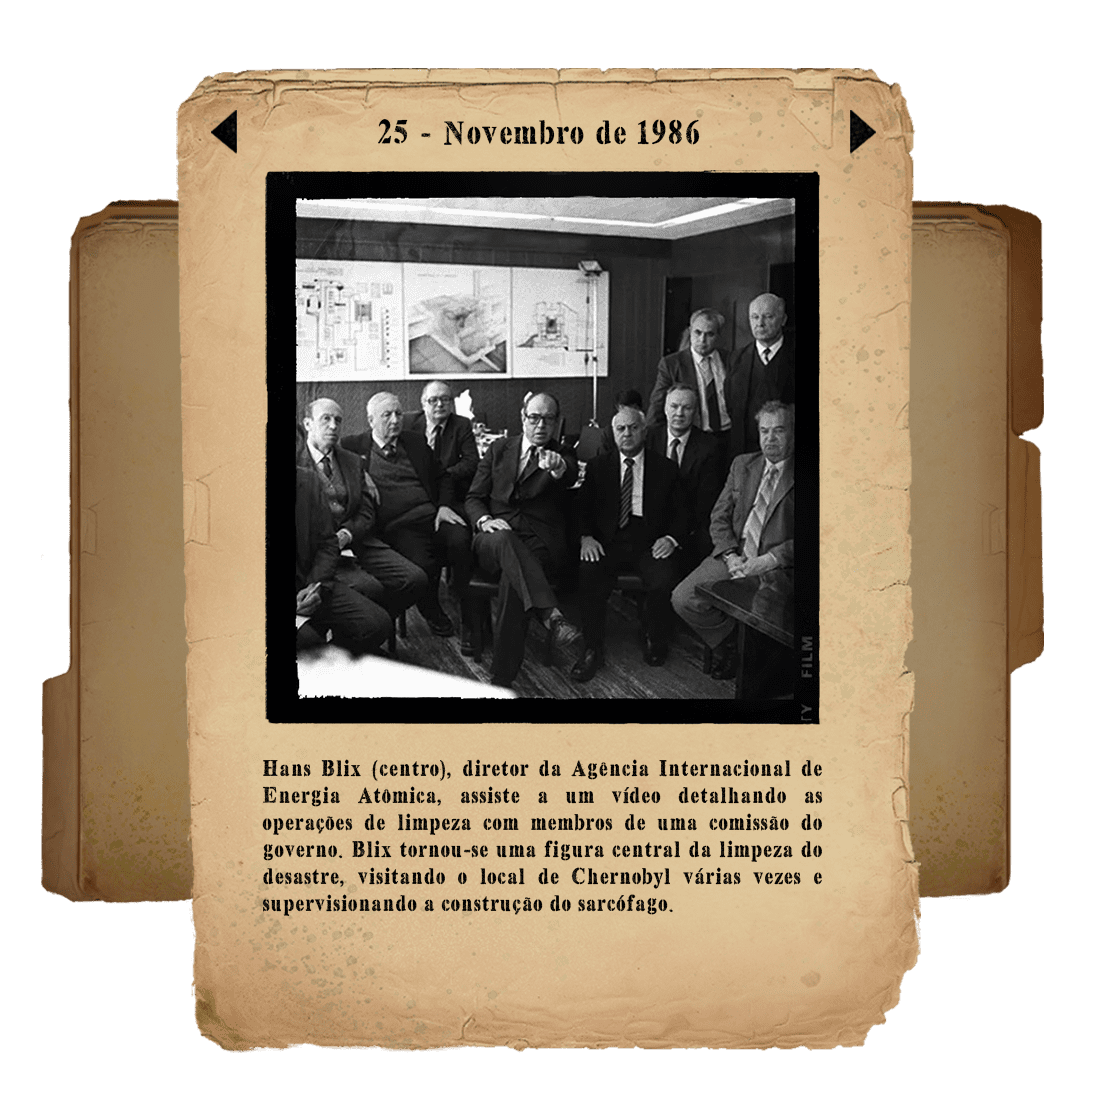 25 - Novembro de 1986
TY FILM
Hans Blix (centro), diretor da Agência Internacional de
Energia Atômica, assiste a um vídeo detalhando as
operações de limpeza com membros de uma comissão do
governo. Blix tornou-se uma figura central da limpeza do
desastre, visitando o local de Chernobyl várias vezes e
supervisionando a construção do sarcófago.